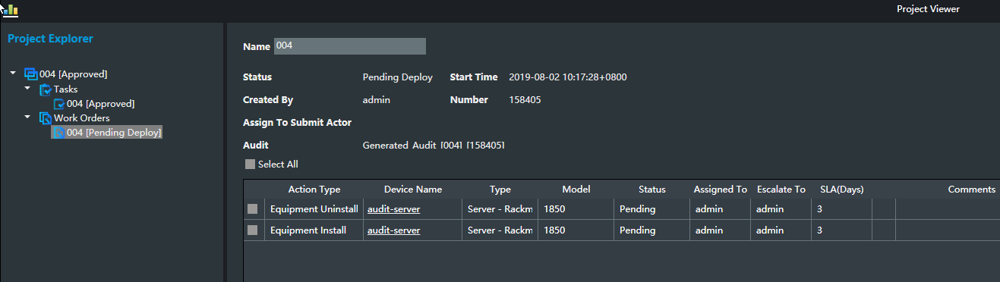 Project Viewer
Project Explorer
004 [Approved]
Tasks
004 [Approved]
Work Orders
004 [Pending Deploy]
Name 004
Status Pending Deploy Start Time 2019-08-02 10:17:28+0800
Created By admin Number 158405
Assign To Submit Actor
Audit Generated Audit [004] [158405]
Select All
Action Type Device Name Type Model Status Assigned To Escalate To SLA(Days) Comments
Equipment Uninstall audit-server Server - Rackm 1850 Pending admin admin 3
Equipment Install audit-server Server - Rackm 1850 Pending admin admin 3